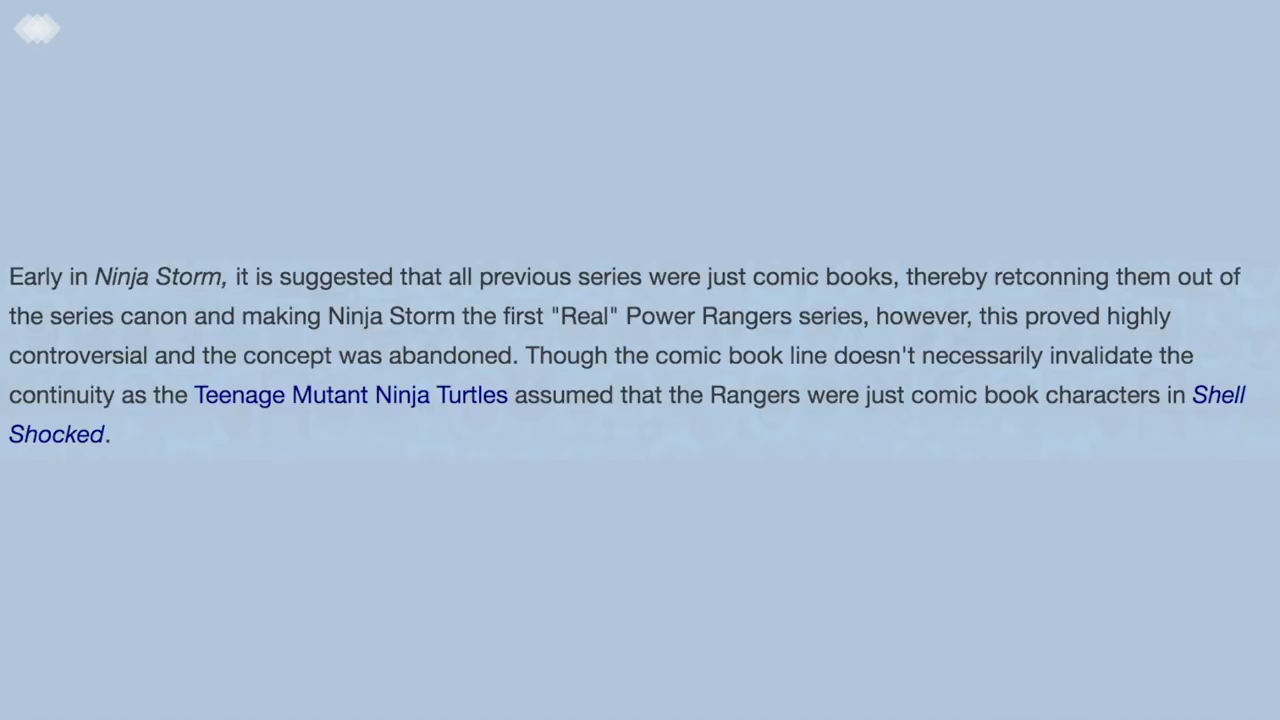 Early in Ninja Storm, it is suggested that all previous series were just comic books, thereby retconning them out of
the series canon and making Ninja Storm the first "Real" Power Rangers series, however, this proved highly
controversial and the concept was abandoned. Though the comic book line doesn't necessarily invalidate the
continuity as the Teenage Mutant Ninja Turtles assumed that the Rangers were just comic book characters in Shell
Shocked.